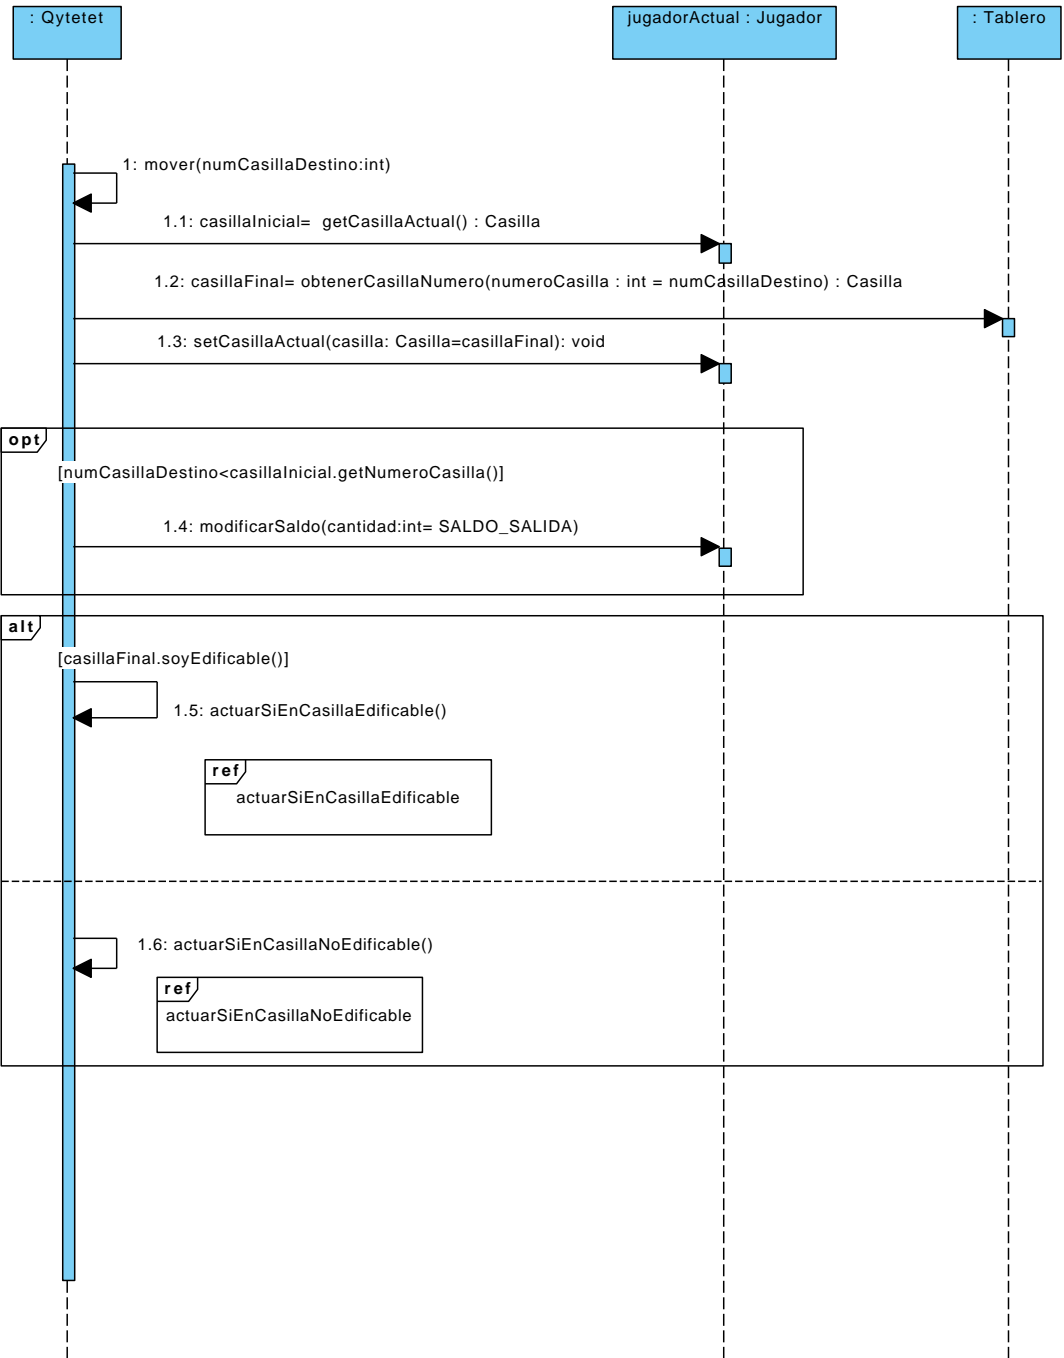 : Qytetet
jugadorActual : Jugador
: Tablero
1: mover(numCasillaDestino:int)
1.1: casillaInicial=  getCasillaActual() : Casilla
1.2: casillaFinal= obtenerCasillaNumero(numeroCasilla : int = numCasillaDestino) : Casilla
1.3: setCasillaActual(casilla: Casilla=casillaFinal): void
opt
[numCasillaDestino<casillaInicial.getNumeroCasilla()]
1.4: modificarSaldo(cantidad:int= SALDO_SALIDA)
alt
[casillaFinal.soyEdificable()]
1.5: actuarSiEnCasillaEdificable()
ref
actuarSiEnCasillaEdificable
1.6: actuarSiEnCasillaNoEdificable()
ref
actuarSiEnCasillaNoEdificable